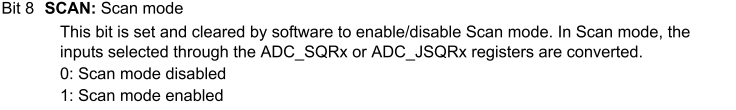 Bit 8 SCAN: Scan mode
This bit is set and cleared by software to enable/disable Scan mode. In Scan mode, the
inputs selected through the ADC_SQRx or ADC_JSQRx registers are converted.
0: Scan mode disabled
1: Scan mode enabled